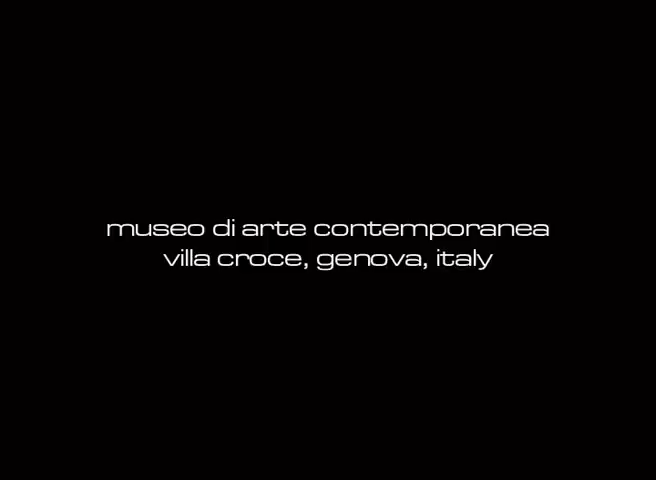 museo di arte contemporanea
villa croce, genova, italy